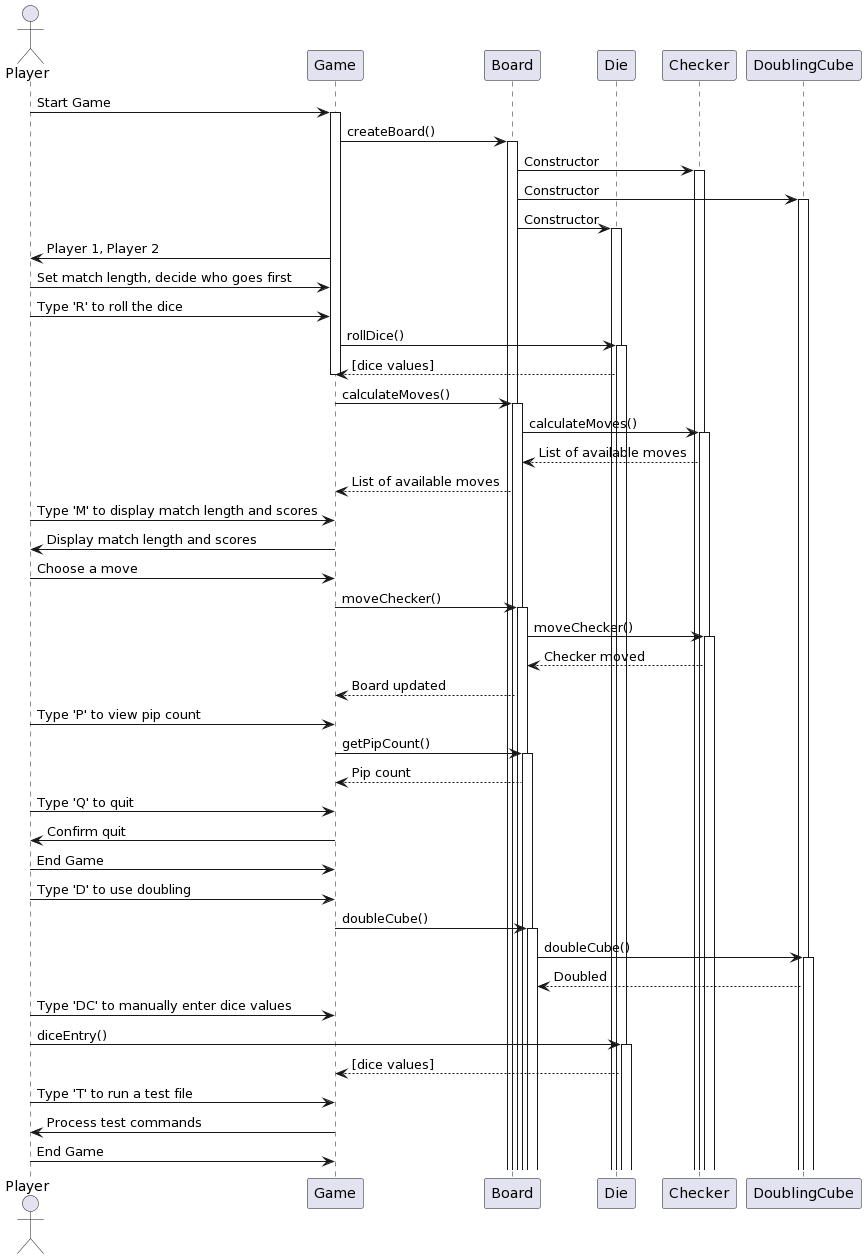 Player
Game
Board
Die
Checker
DoublingCube
Start Game
createBoard()
Constructor
Constructor
Constructor
Player 1, Player 2
Set match length, decide who goes first
Type 'R' to roll the dice
rollDice()
[dice values]
calculateMoves()
calculateMoves()
List of available moves
List of available moves
Type 'M' to display match length and scores
Display match length and scores
Choose a move
moveChecker()
moveChecker()
Checker moved
Board updated
Type 'P' to view pip count
getPipCount()
Pip count
Type 'Q' to quit
Confirm quit
End Game
Type 'D' to use doubling
doubleCube()
doubleCube()
Doubled
Type 'DC' to manually enter dice values
diceEntry()
[dice values]
Type 'T' to run a test file
Process test commands
End Game
Player
Game
Board
Die
Checker
DoublingCube